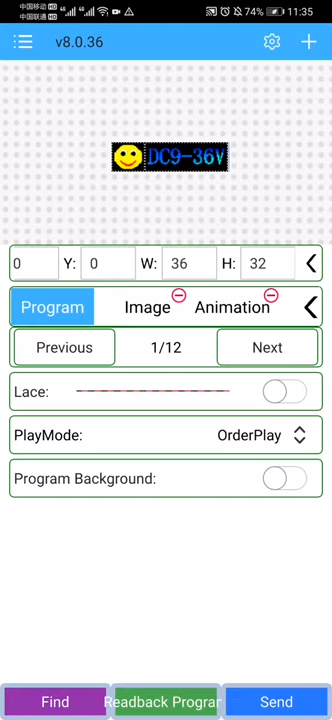 中国移动 HD
中国联通 HD
74%
11:35
v8.0.36
DC9-36V
0 Y: 0 W: 36 H: 32
Program Image Animation
Previous 1/12 Next
Lace:
PlayMode: OrderPlay
Program Background:
Find Readback Prograr Send